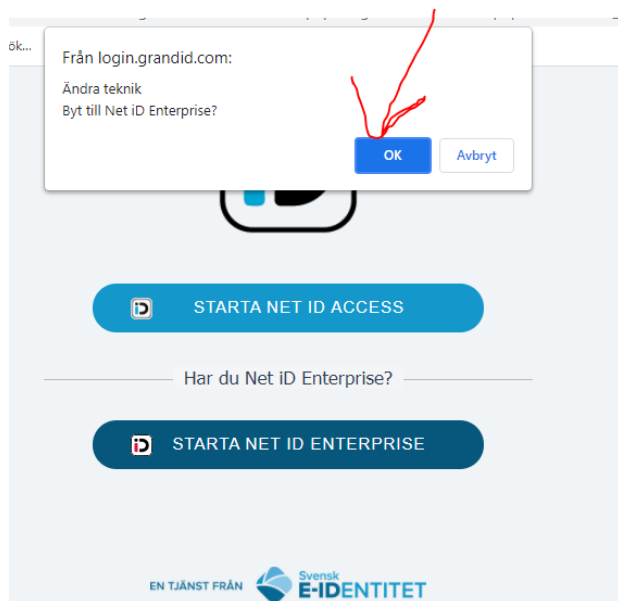 ök...
Från login.grandid.com:
Ändra teknik
Byt till Net iD Enterprise?
OK
Avbryt
iD
STARTA NET ID ACCESS
Har du Net iD Enterprise?
STARTA NET ID ENTERPRISE
EN TJÄNST FRÅN
Svensk
E-IDENTITET